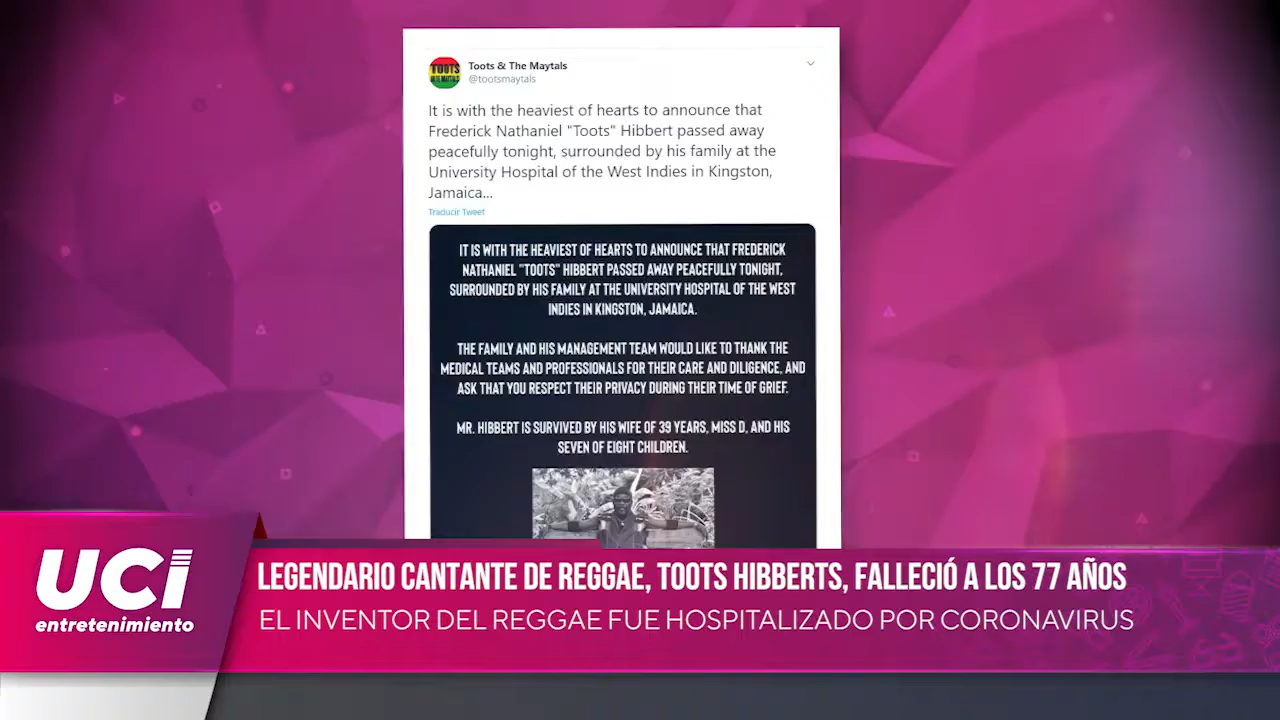 Toots & The Maytals
@tootsmaytals
It is with the heaviest of hearts to announce that
Frederick Nathaniel "Toots" Hibbert passed away
peacefully tonight, surrounded by his family at the
University Hospital of the West Indies in Kingston,
Jamaica...
Traducir Tweet
IT IS WITH THE HEAVIEST OF HEARTS TO ANNOUNCE THAT FREDERICK
NATHANIEL "TOOTS" HIBBERT PASSED AWAY PEACEFULLY TONIGHT,
SURROUNDED BY HIS FAMILY AT THE UNIVERSITY HOSPITAL OF THE WEST
INDIES IN KINGSTON, JAMAICA.
THE FAMILY AND HIS MANAGEMENT TEAM WOULD LIKE TO THANK THE
MEDICAL TEAMS AND PROFESSIONALS FOR THEIR CARE AND DILIGENCE, AND
ASK THAT YOU RESPECT THEIR PRIVACY DURING THEIR TIME OF GRIEF.
MR. HIBBERT IS SURVIVED BY HIS WIFE OF 39 YEARS, MISS D, AND HIS
SEVEN OF EIGHT CHILDREN.
UCI
entretenimiento
LEGENDARIO CANTANTE DE REGGAE, TOOTS HIBBERTS, FALLECIÓ A LOS 77 AÑOS
EL INVENTOR DEL REGGAE FUE HOSPITALIZADO POR CORONAVIRUS